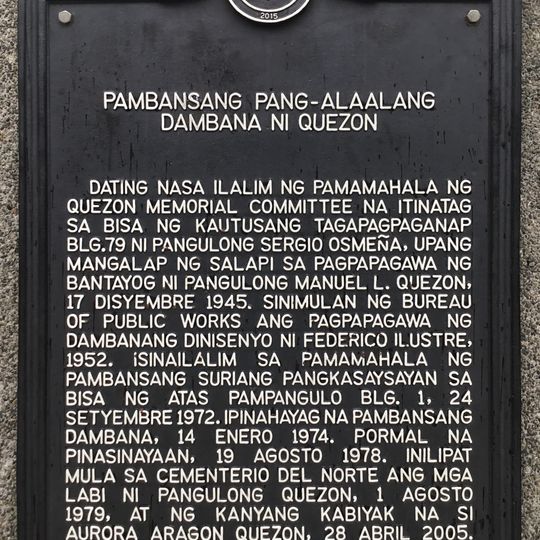 2015
PAMBANSANG PANG-ALAALANG
DAMBANA NI QUEZON
DATING NASA ILALIM NG PAMAMAHALA NG
QUEZON MEMORIAL COMMITTEE NA ITINATAG
SA BISA NG KAUTUSANG TAGAPAGPAGANAP
BLG.79 NI PANGULONG SERGIO OSMEÑA, UPANG
MANGALAP NG SALAPI SA PAGPAPAGAWA NG
BANTAYOG NI PANGULONG MANUEL L. QUEZON,
17 DISYEMBRE 1945. SINIMULAN NG BUREAU
OF PUBLIC WORKS ANG PAGPAPAGAWA NG
DAMBANANG DINISENYO NI FEDERICO ILUSTRE,
1952. ISINAILALIM SA PAMAMAHALA NG
PAMBANSANG SURIANG PANGKASAYSAYAN SA
BISA NG ATAS PAMPANGULO BLG. 1, 24
SETYEMBRE 1972. IPINAHAYAG NA PAMBANSANG
DAMBANA, 14 ENERO 1974. PORMAL NA
PINASINAYAAN, 19 AGOSTO 1978. INILIPAT
MULA SA CEMENTERIO DEL NORTE ANG MGA
LABI NI PANGULONG QUEZON, 1 AGOSTO
1979, AT NG KANYANG KABIYAK NA SI
AURORA ARAGON QUEZON, 28 ABRIL 2005.